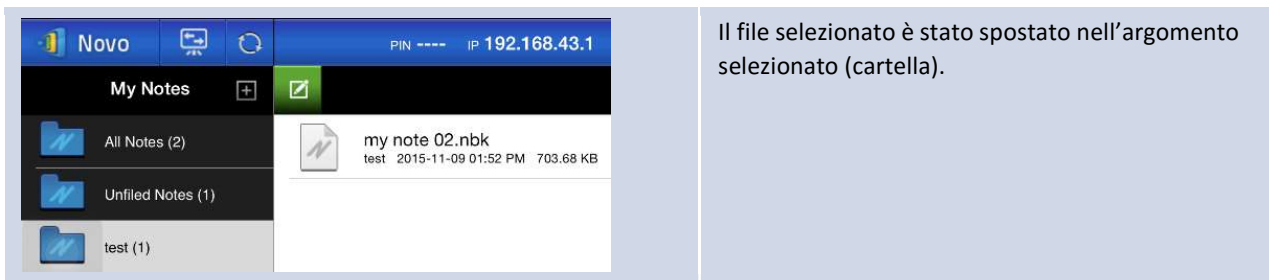 Novo
PIN ---- IP 192.168.43.1
My Notes
All Notes (2)
Unfiled Notes (1)
test (1)
my note 02.nbk
test 2015-11-09 01:52 PM 703.68 KB
Il file selezionato è stato spostato nell’argomento
selezionato (cartella).